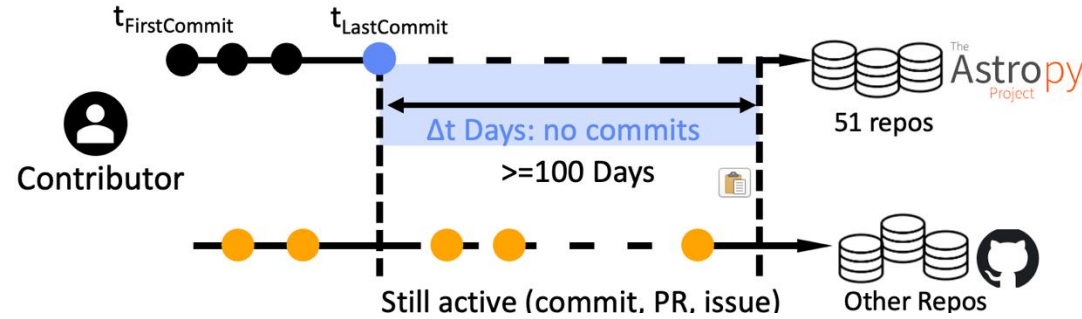 tFirstCommit
tLastCommit
The
Astropy
Project
51 repos
Δt Days: no commits
>=100 Days
Contributor
Still active (commit, PR, issue)
Other Repos